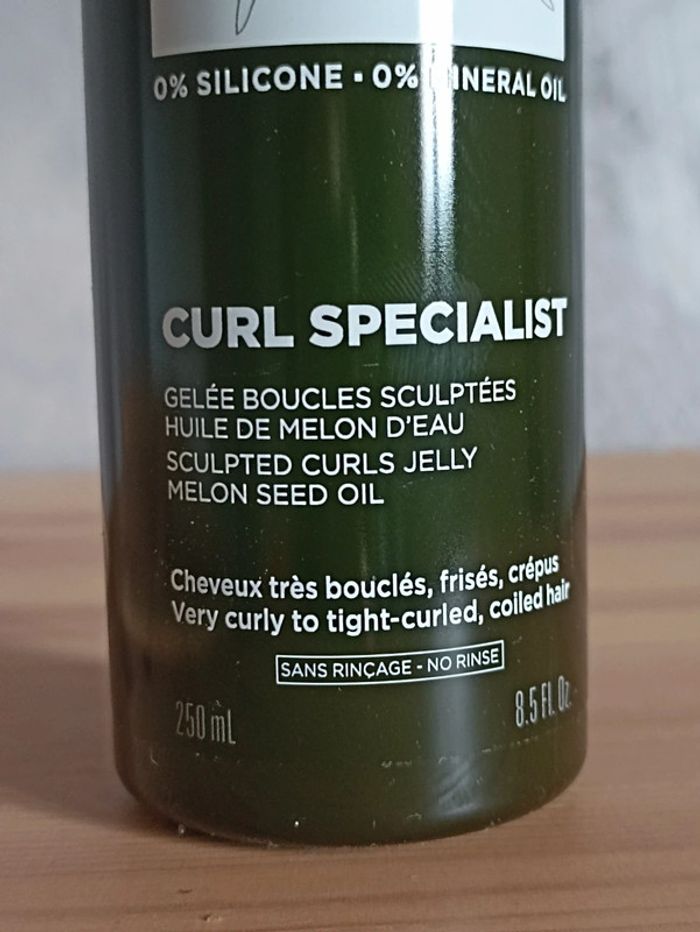 0% SILICONE ▪ 0% MINERAL OIL
CURL SPECIALIST
GELÉE BOUCLES SCULPTÉES
HUILE DE MELON D'EAU
SCULPTED CURLS JELLY
MELON SEED OIL
Cheveux très bouclés, frisés, crépus
Very curly to tight-curled, coiled hair
SANS RINÇAGE - NO RINSE
250 mL
8.5 Fl. Oz.